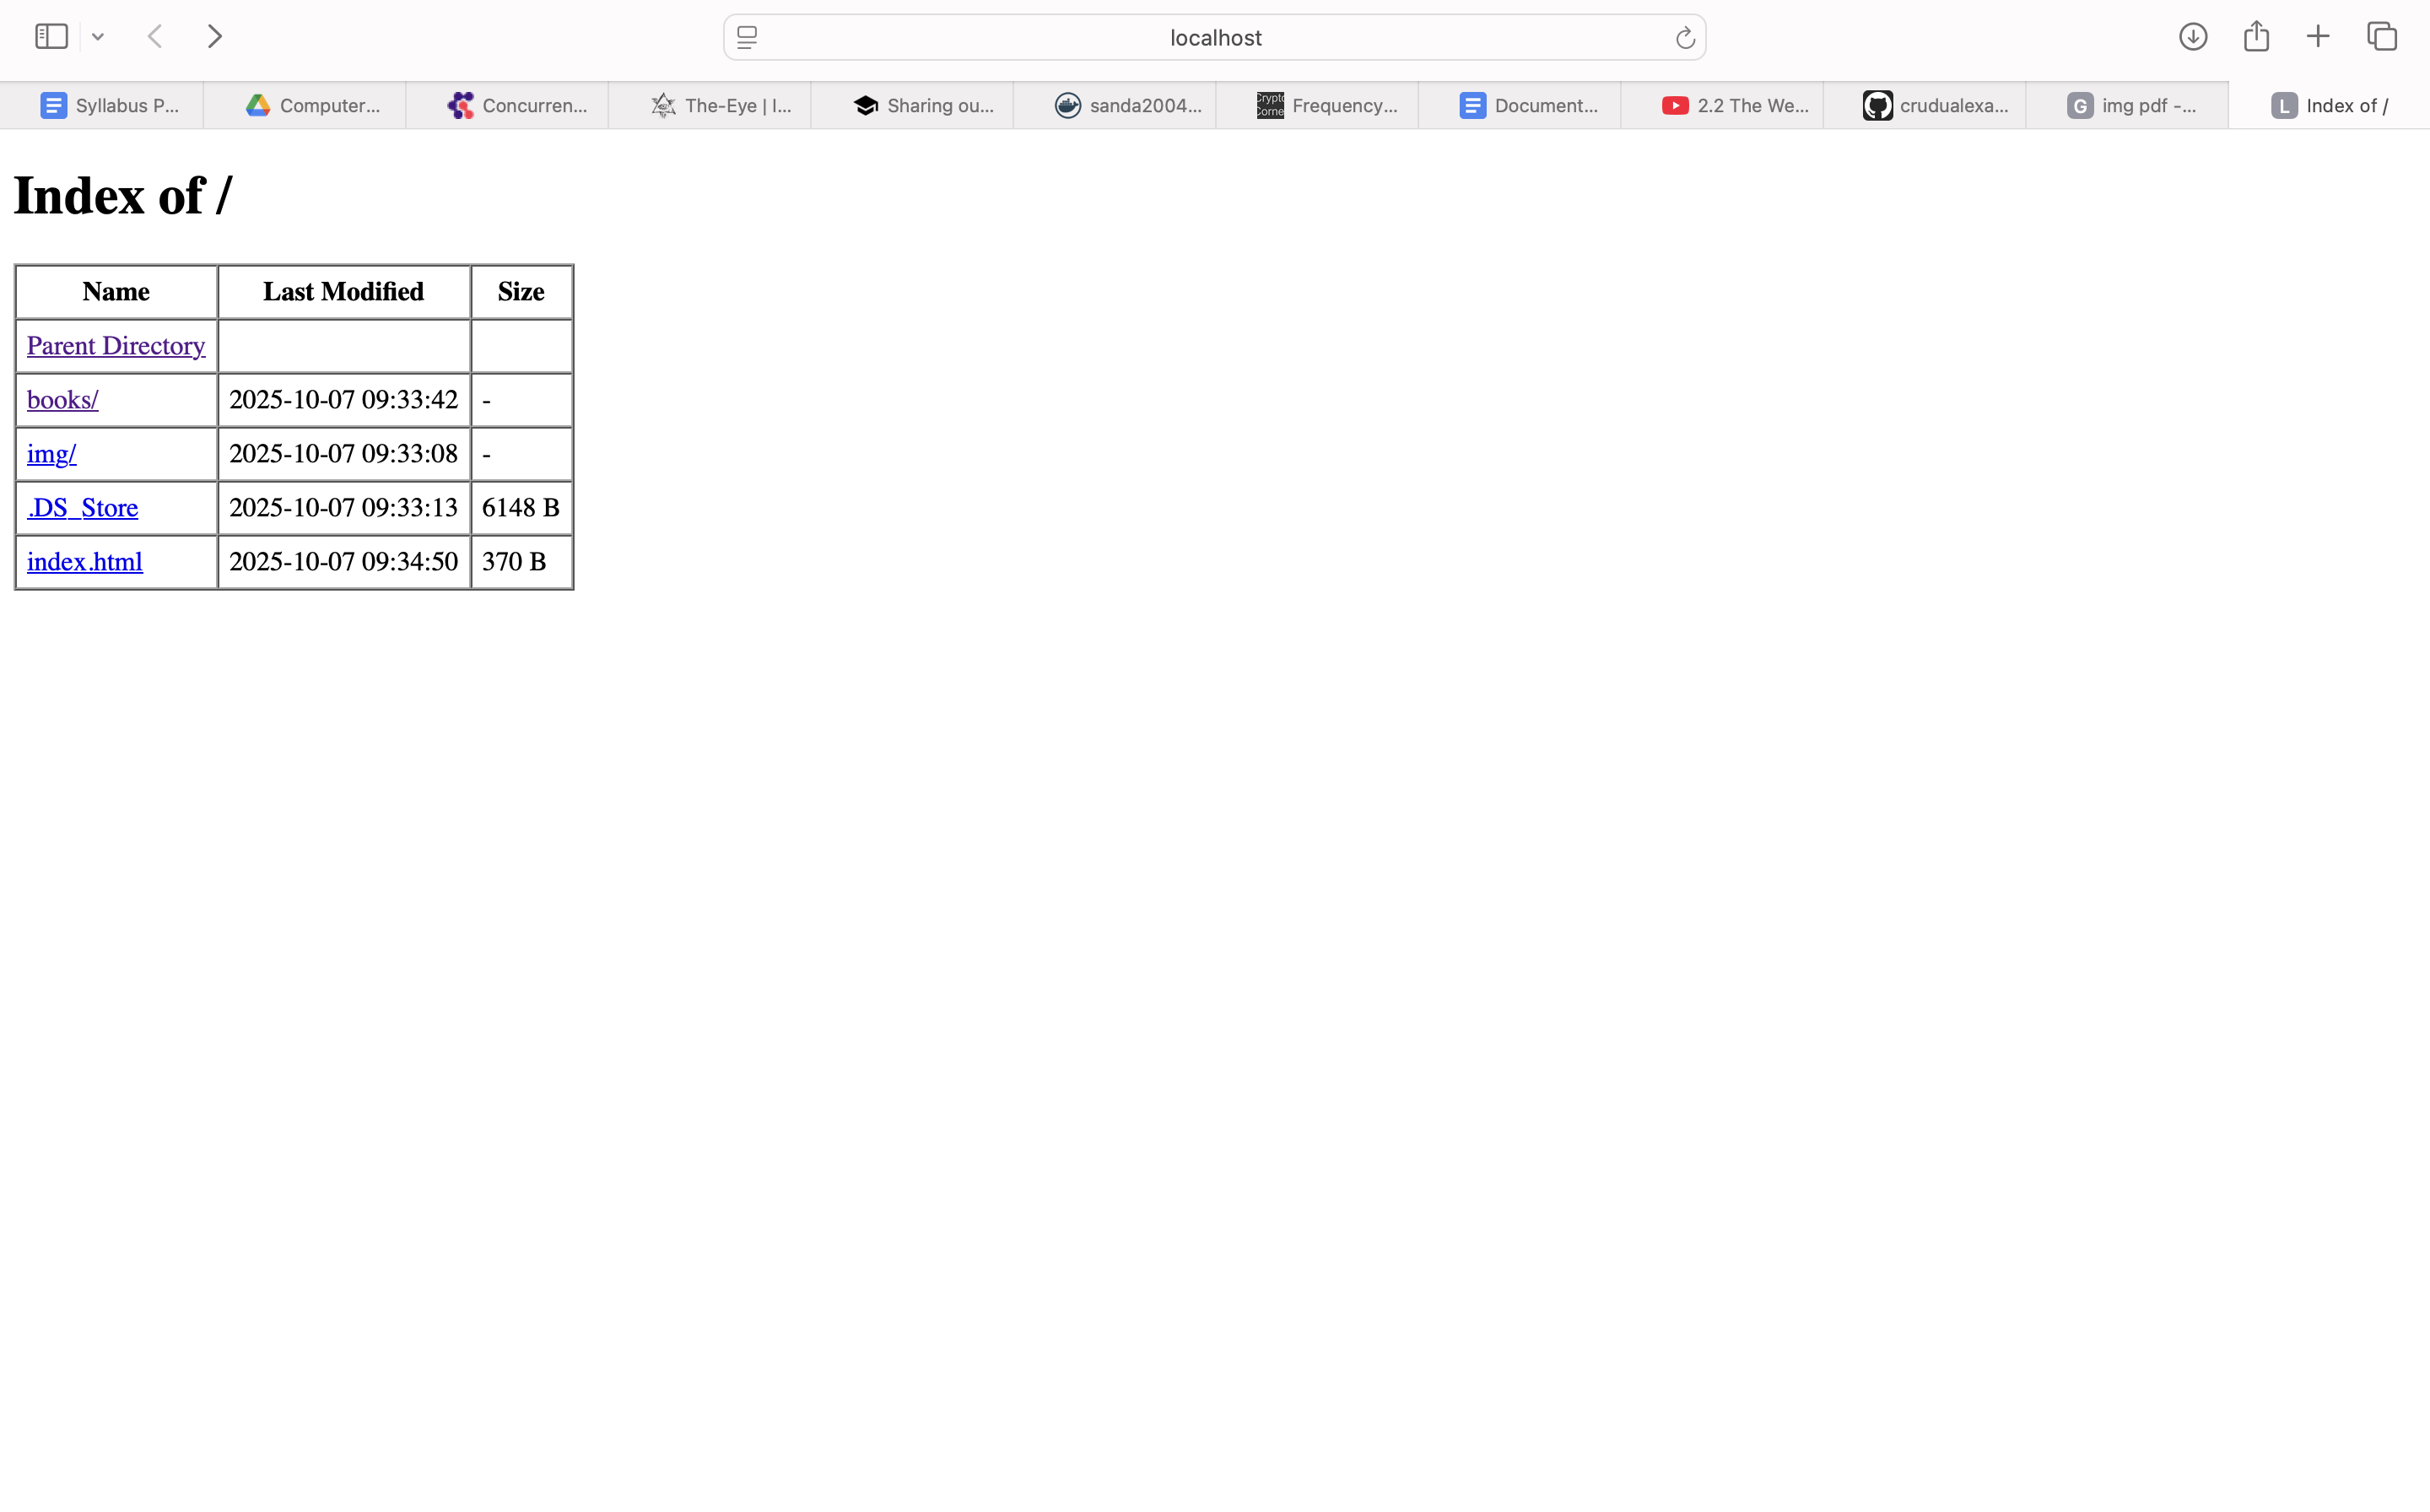 localhost
Syllabus P... Computer... Concurren... The-Eye | I... Sharing ou... sanda2004... Crypto Corne Frequency... Document... 2.2 The We... crudualexa... G img pdf -... L Index of /
Index of /
Name Last Modified Size
Parent Directory
books/ 2025-10-07 09:33:42 -
img/ 2025-10-07 09:33:08 -
.DS_Store 2025-10-07 09:33:13 6148 B
index.html 2025-10-07 09:34:50 370 B